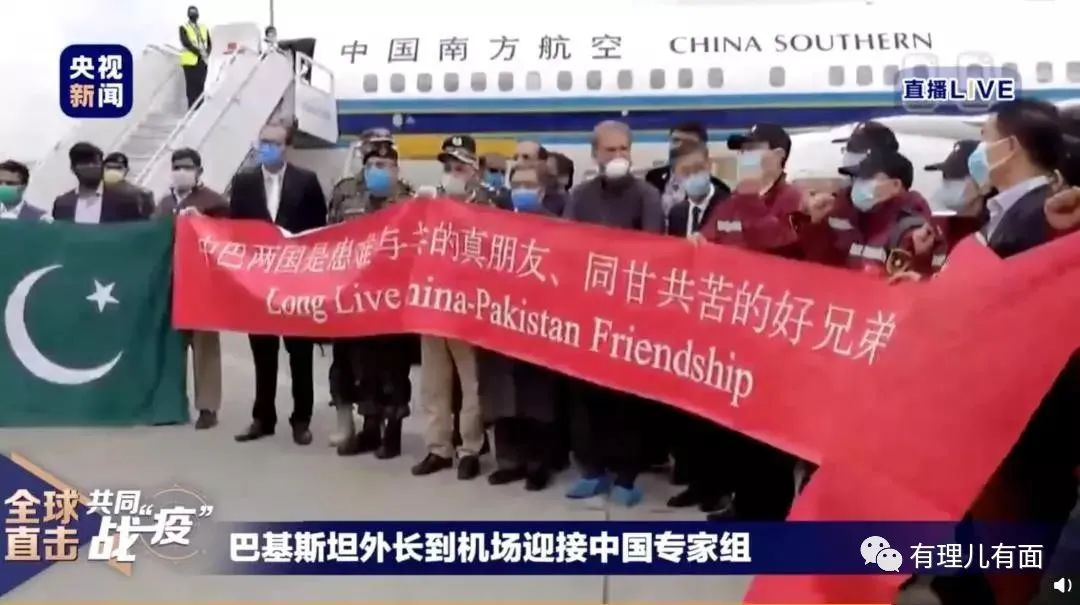 央视
新闻
中国南方航空 CHINA SOUTHERN
直播LIVE
中巴两国是患难与共的真朋友、同甘共苦的好兄弟
Long Live China-Pakistan Friendship
全球
直击
共同
战“疫”
巴基斯坦外长到机场迎接中国专家组
有理儿有面